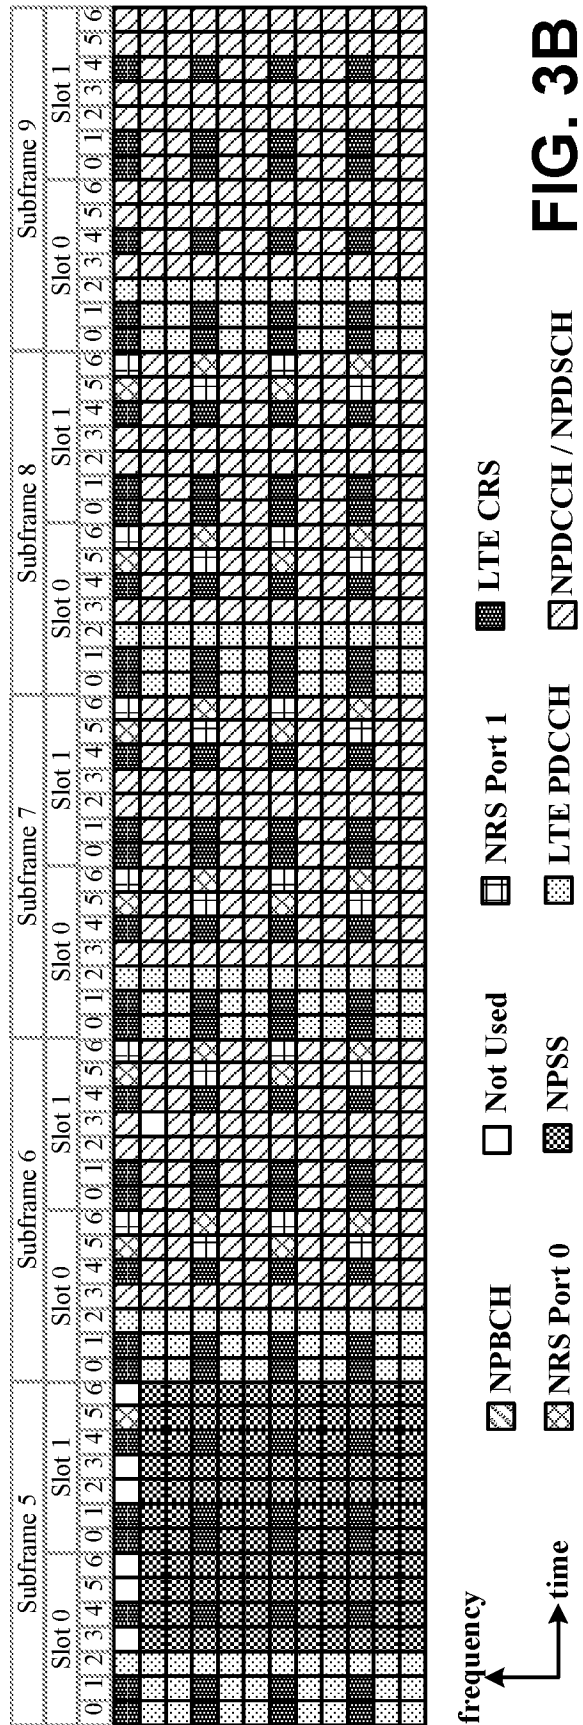 Subframe 5 Subframe 6 Subframe 7 Subframe 8 Subframe 9
Slot 0 Slot 1 Slot 0 Slot 1 Slot 0 Slot 1 Slot 0 Slot 1 Slot 0 Slot 1
0 1 2 3 4 5 6 0 1 2 3 4 5 6 0 1 2 3 4 5 6 0 1 2 3 4 5 6 0 1 2 3 4 5 6 0 1 2 3 4 5 6 0 1 2 3 4 5 6 0 1 2 3 4 5 6 0 1 2 3 4 5 6 0 1 2 3 4 5 6
frequency
time
NPBCH
Not Used
NRS Port 1
LTE CRS
NRS Port 0
NPSS
LTE PDCCH
NPDCCH / NPDSCH
FIG. 3B